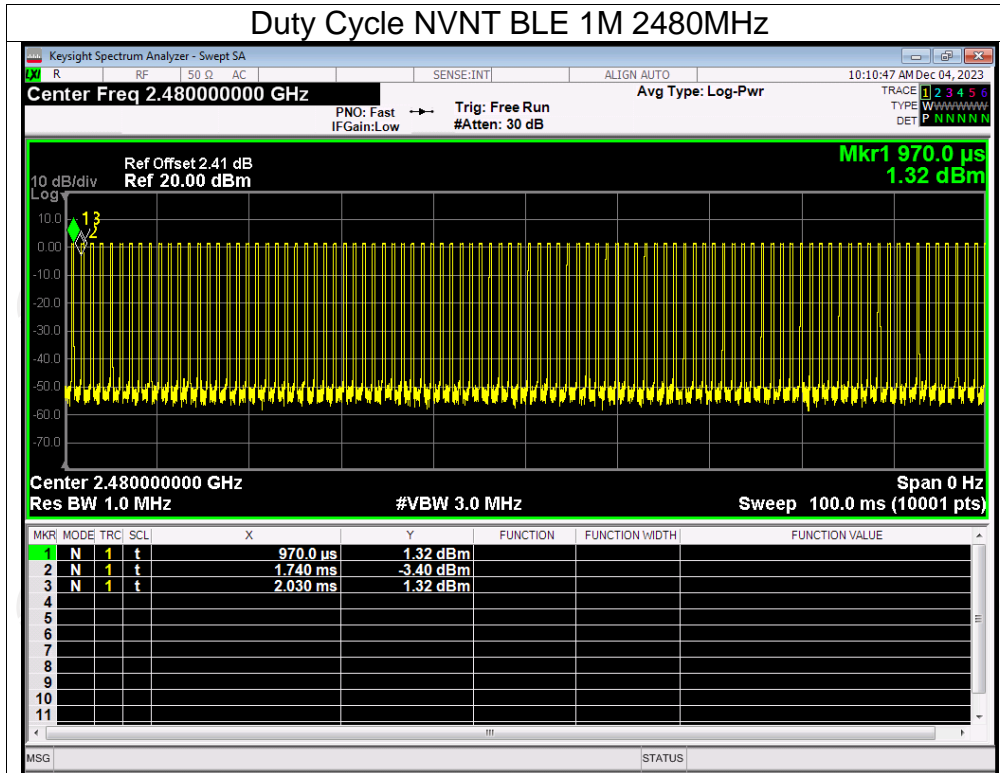 Duty Cycle NVNT BLE 1M 2480MHz
Keysight Spectrum Analyzer - Swept SA
LXI R RF 50 Ω AC SENSE:INT ALIGN AUTO 10:10:47 AM Dec 04, 2023
Center Freq 2.480000000 GHz Avg Type: Log-Pwr TRACE 1 2 3 4 5 6
PNO: Fast Trig: Free Run TYPE WWWWWW
IFGain:Low #Atten: 30 dB DET P N N N N N
Mkr1 970.0 µs
Ref Offset 2.41 dB 1.32 dBm
10 dB/div Ref 20.00 dBm
Log
10.0
1 3
2
0.00
-10.0
-20.0
-30.0
-40.0
-50.0
-60.0
-70.0
Center 2.480000000 GHz Span 0 Hz
Res BW 1.0 MHz #VBW 3.0 MHz Sweep 100.0 ms (10001 pts)
MKR MODE TRC SCL X Y FUNCTION FUNCTION WIDTH FUNCTION VALUE
1 N 1 t 970.0 µs 1.32 dBm
2 N 1 t 1.740 ms -3.40 dBm
3 N 1 t 2.030 ms 1.32 dBm
4
5
6
7
8
9
10
11
MSG STATUS